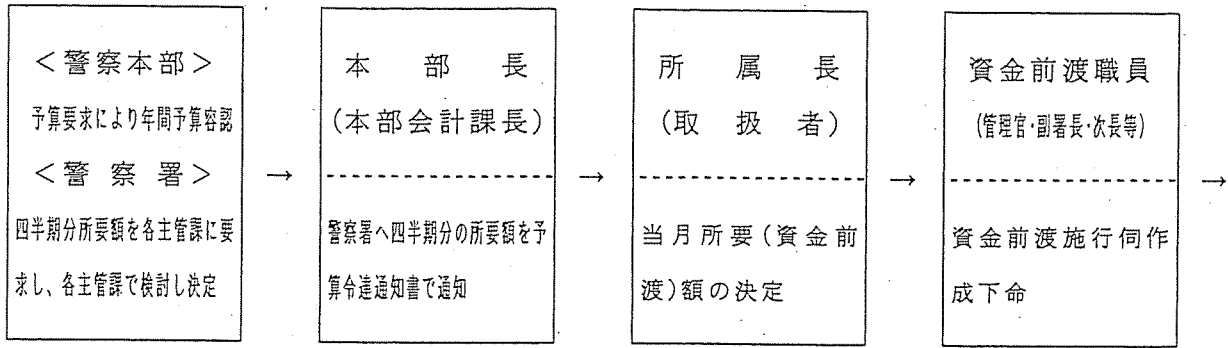 <警察本部>
予算要求により年間予算容認
<警察署>
四半期分所要額を各主管課に要
求し、各主管課で検討し決定
→
本部長
(本部会計課長)
警察署へ四半期分の所要額を予
算令達通知書で通知
→
所属長
(取扱者)
当月所要(資金前
渡)額の決定
→
資金前渡職員
(管理官・副署長・次長等)
資金前渡施行伺作
成下命
→